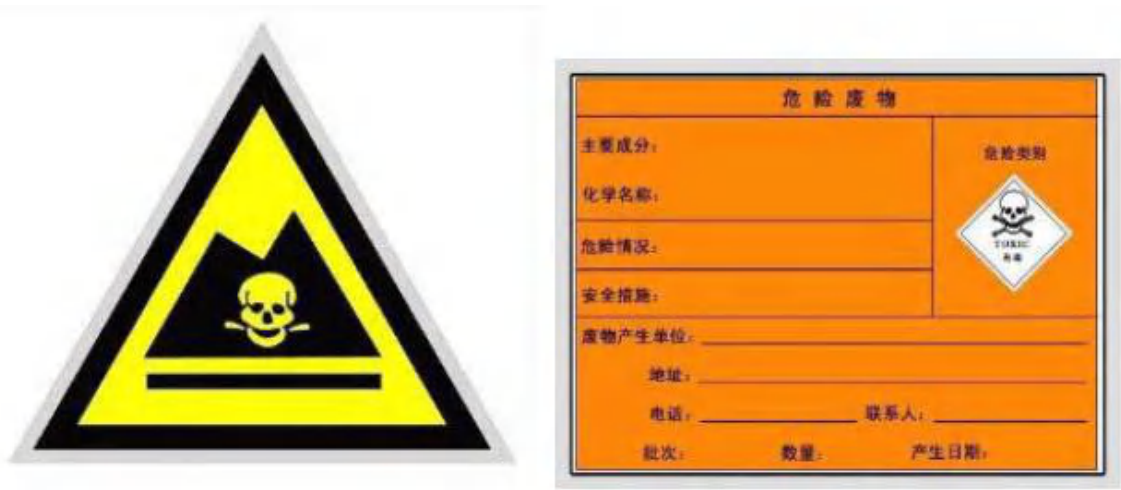 危险废物
主要成分：
化学名称：
危险类别
TOXIC
有毒
危险情况：
安全措施：
废物产生单位：
地址：
电话： 联系人：
批次： 数量： 产生日期：